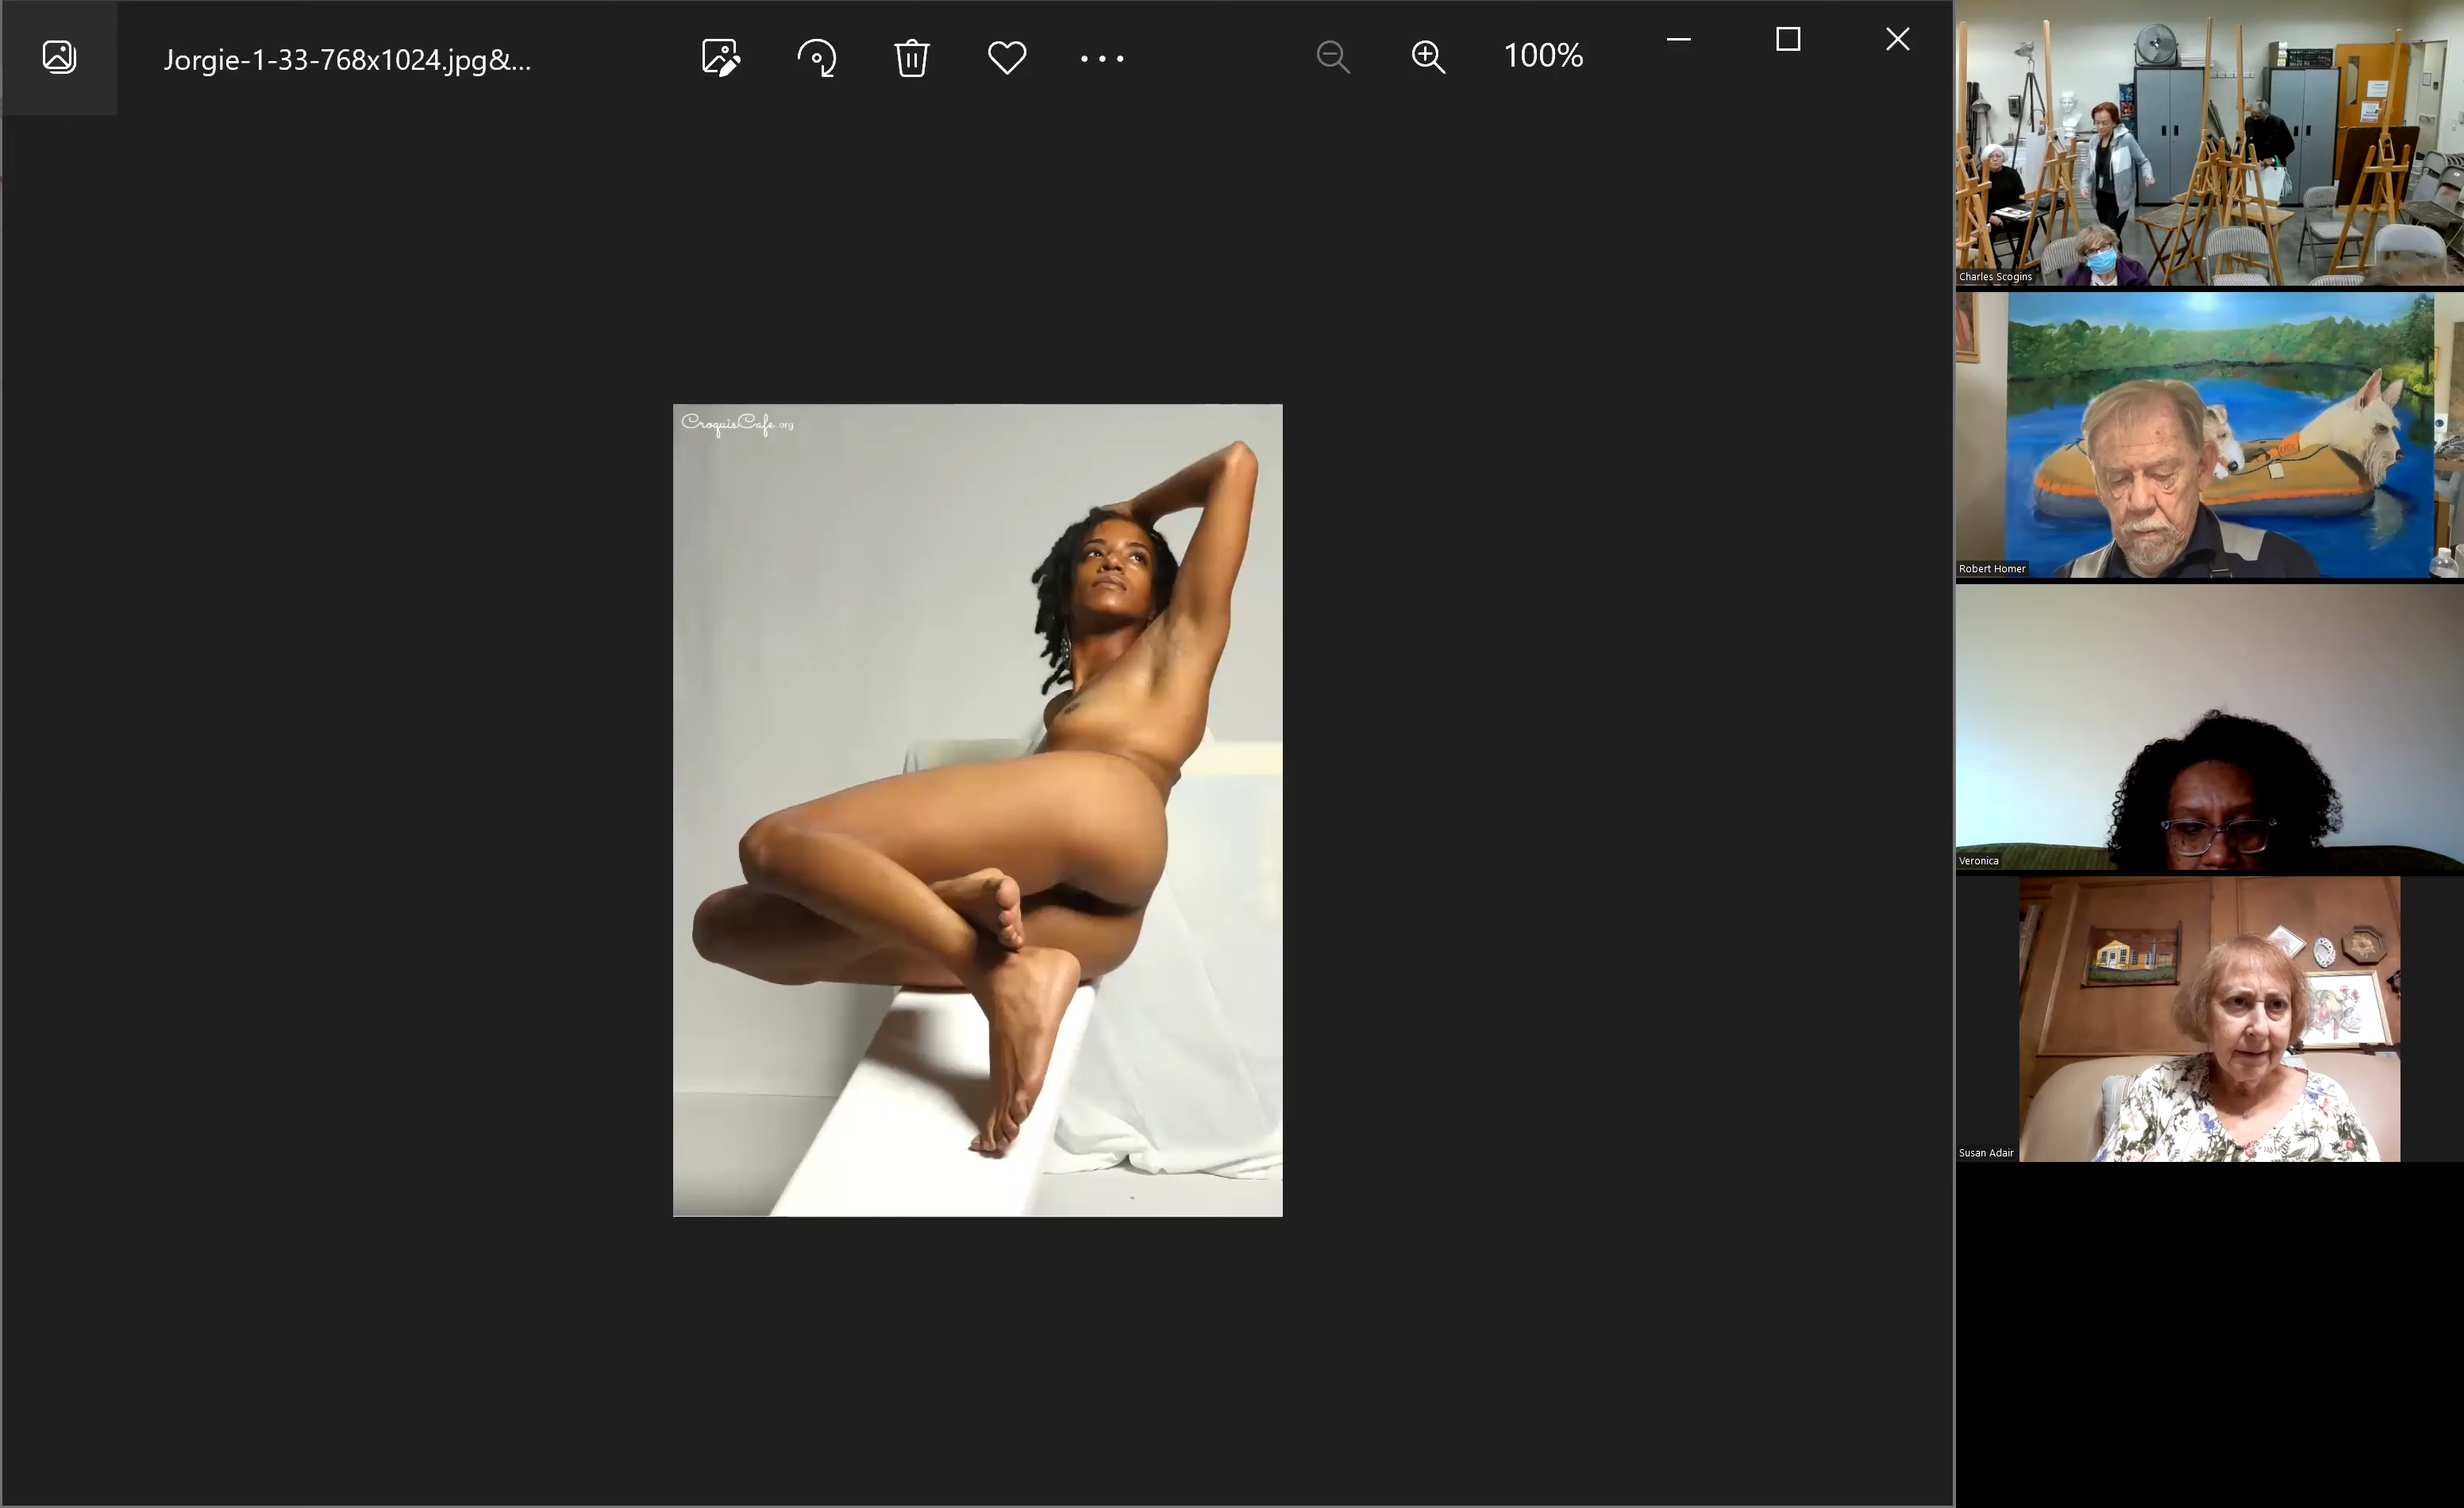 Jorgie-1-33-768x1024.jpg&...
100%
CroquisCafe.org
Charles Scogins
Robert Homer
Veronica
Susan Adair